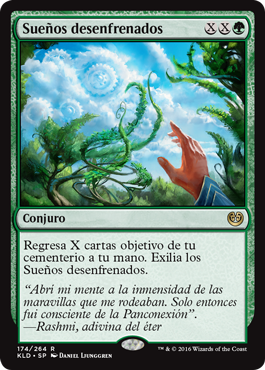 Sueños desenfrenados XXG
Conjuro
Regresa X cartas objetivo de tu
cementerio a tu mano. Exilia los
Sueños desenfrenados.
“Abrí mi mente a la inmensidad de las
maravillas que me rodeaban. Solo entonces
fui consciente de la Panconexión”.
—Rashmi, adivina del éter
174/264 R
KLD • SP Daniel Ljunggren
™ & © 2016 Wizards of the Coast